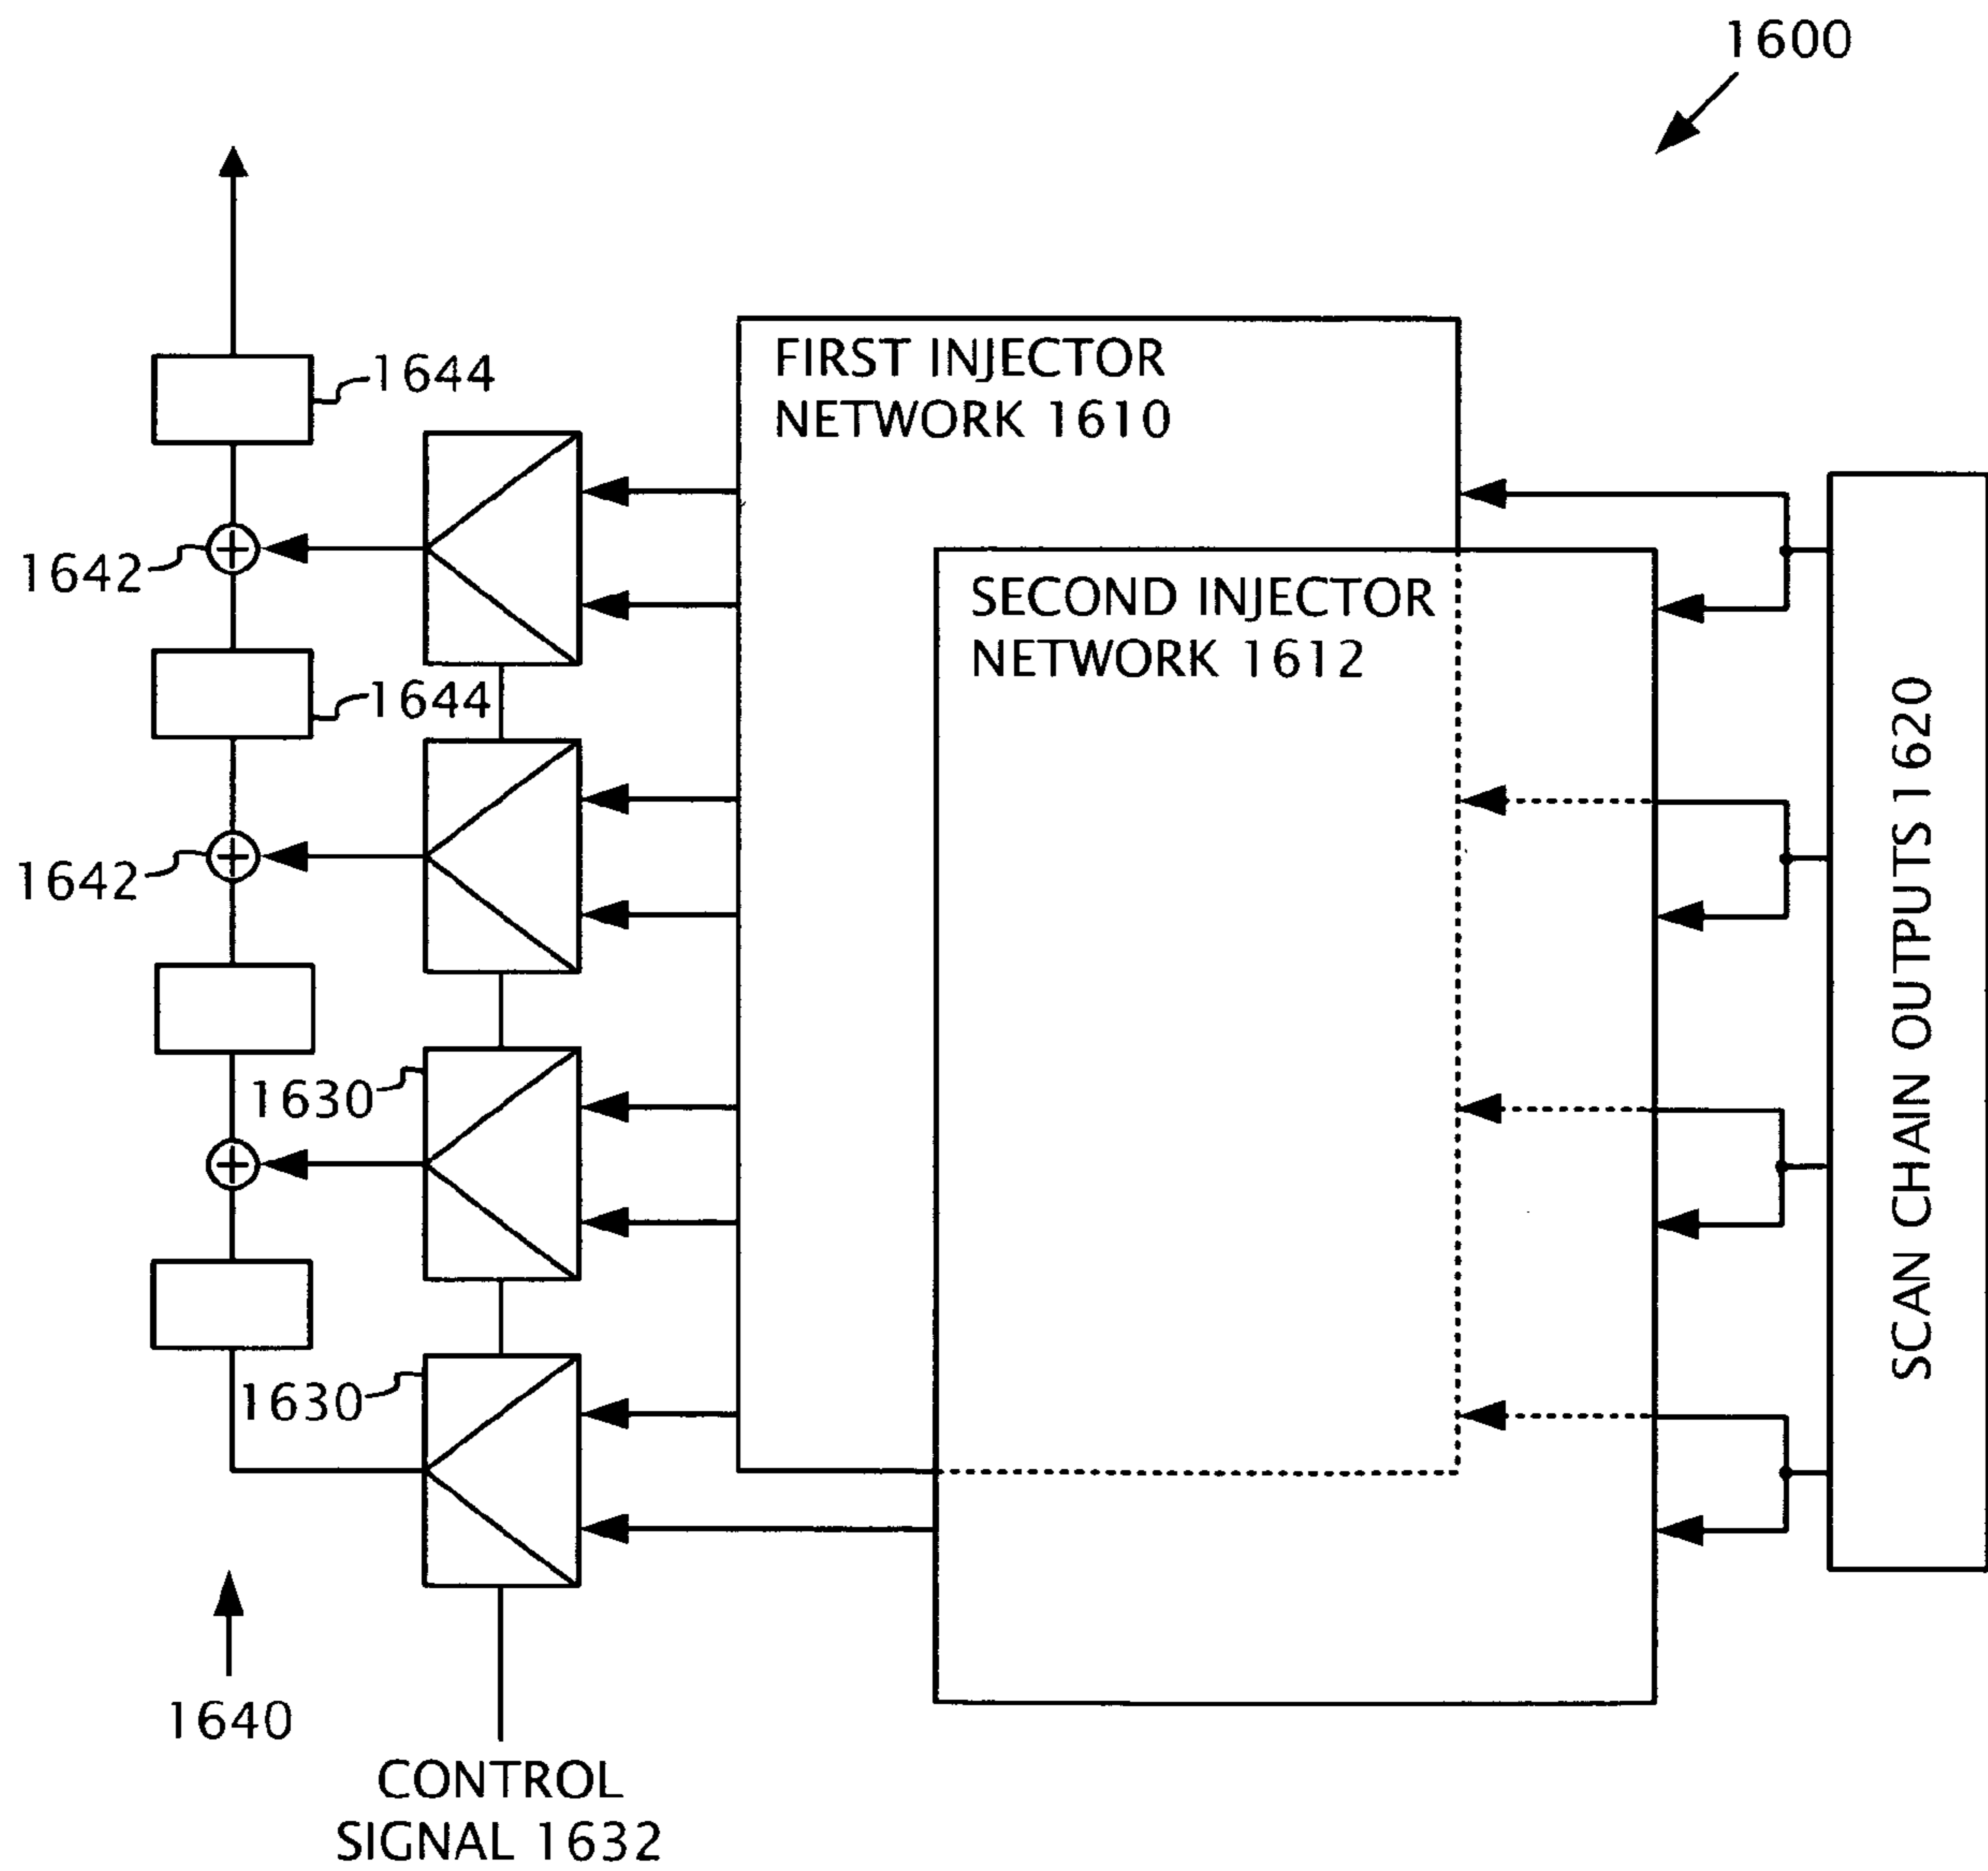 1600
FIRST INJECTOR
NETWORK 1610
1644
1642
SECOND INJECTOR
NETWORK 1612
1644
1642
SCAN CHAIN OUTPUTS 1620
1630
1630
1640
CONTROL
SIGNAL 1632